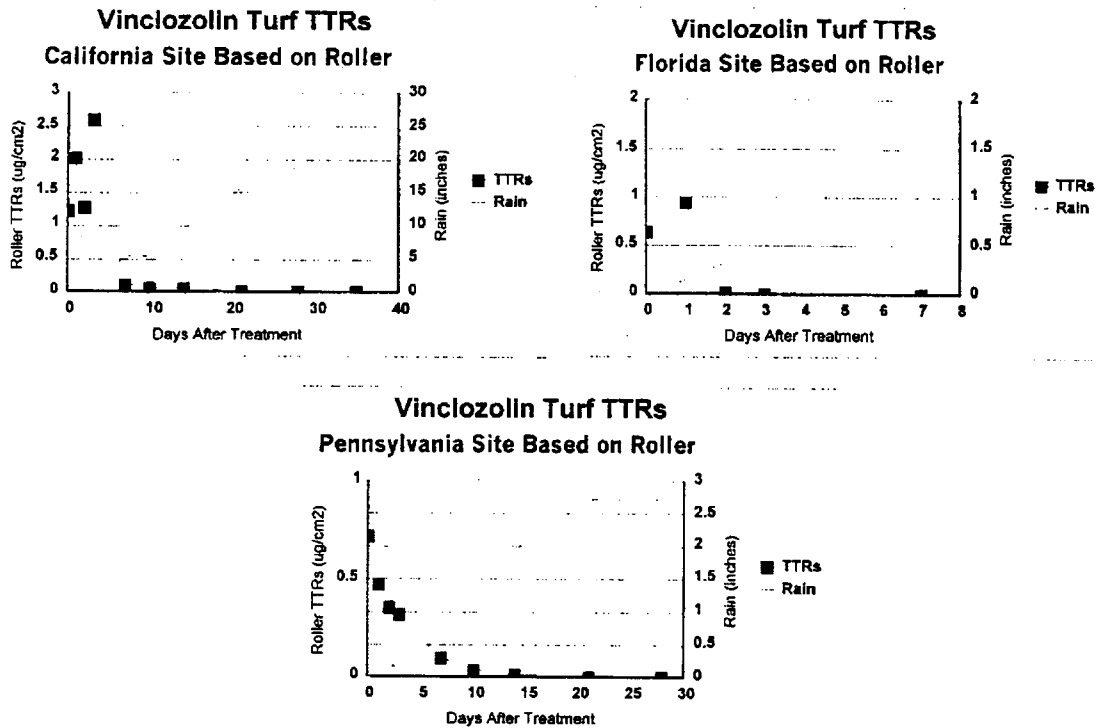 Vinclozolin Turf TTRs
California Site Based on Roller
3
2.5
2
1.5
1
0.5
0
Roller TTRs (ug/cm2)
30
25
20
15
10
5
0
Rain (inches)
0 10 20 30 40
Days After Treatment
TTRs
Rain
Vinclozolin Turf TTRs
Florida Site Based on Roller
2
1.5
1
0.5
0
Roller TTRs (ug/cm2)
2
1.5
1
0.5
0
Rain (inches)
0 1 2 3 4 5 6 7 8
Days After Treatment
TTRs
Rain
Vinclozolin Turf TTRs
Pennsylvania Site Based on Roller
1
0.5
0
Roller TTRs (ug/cm2)
3
2.5
2
1.5
1
0.5
0
Rain (inches)
0 5 10 15 20 25 30
Days After Treatment
TTRs
Rain